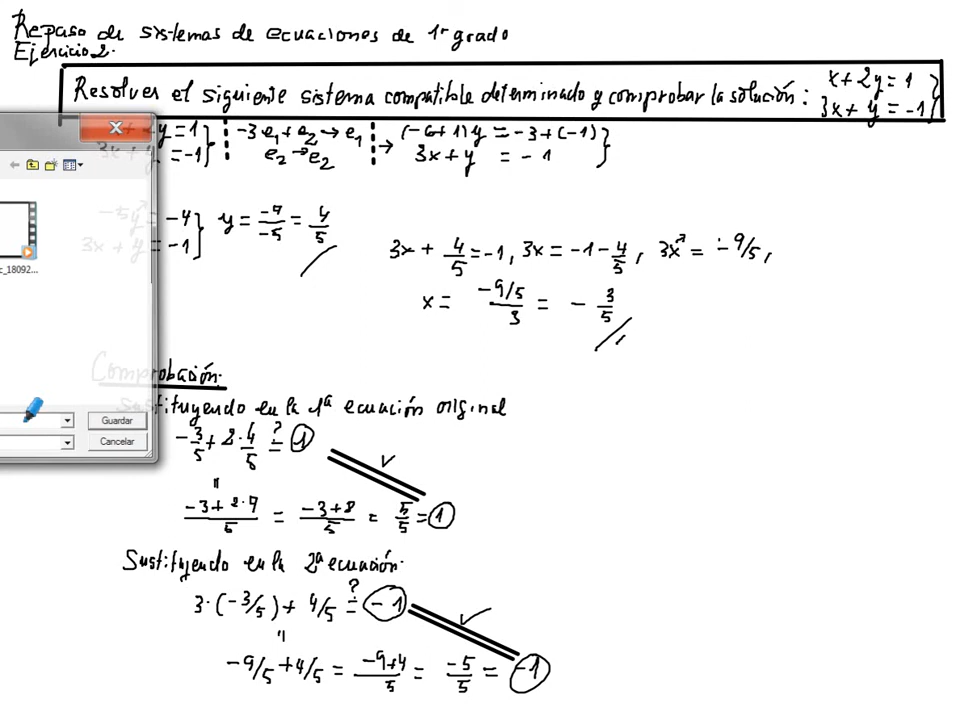 Repaso de sistemas de ecuaciones de 1er grado
Ejercicio 2.
Resolver el siguiente sistema compatible determinado y comprobar la solución: x + 2y = 1
3x + y = -1 }
y = 1 } -3e1 + e2 → e1 → (-6+1)y = -3+(-1) }
3x + y = -1 } e2 → e2 3x + y = -1
-5y = -4 } y = -4/-5 = 4/5
3x + y = -1 }
3x + 4/5 = -1, 3x = -1 - 4/5, 3x = -9/5,
x = -9/5 / 3 = - 3/5
c_18092...
Comprobación.
Sustituyendo en la 1ª ecuación original
Guardar
-3/5 + 2·4/5 ?= 1 ✓
Cancelar
"
-3+2·4 / 5 = -3+8 / 5 = 5/5 = 1
Sustituyendo en la 2ª ecuación.
3·(-3/5) + 4/5 ?= -1 ✓
"
-9/5 + 4/5 = -9+4 / 5 = -5/5 = -1